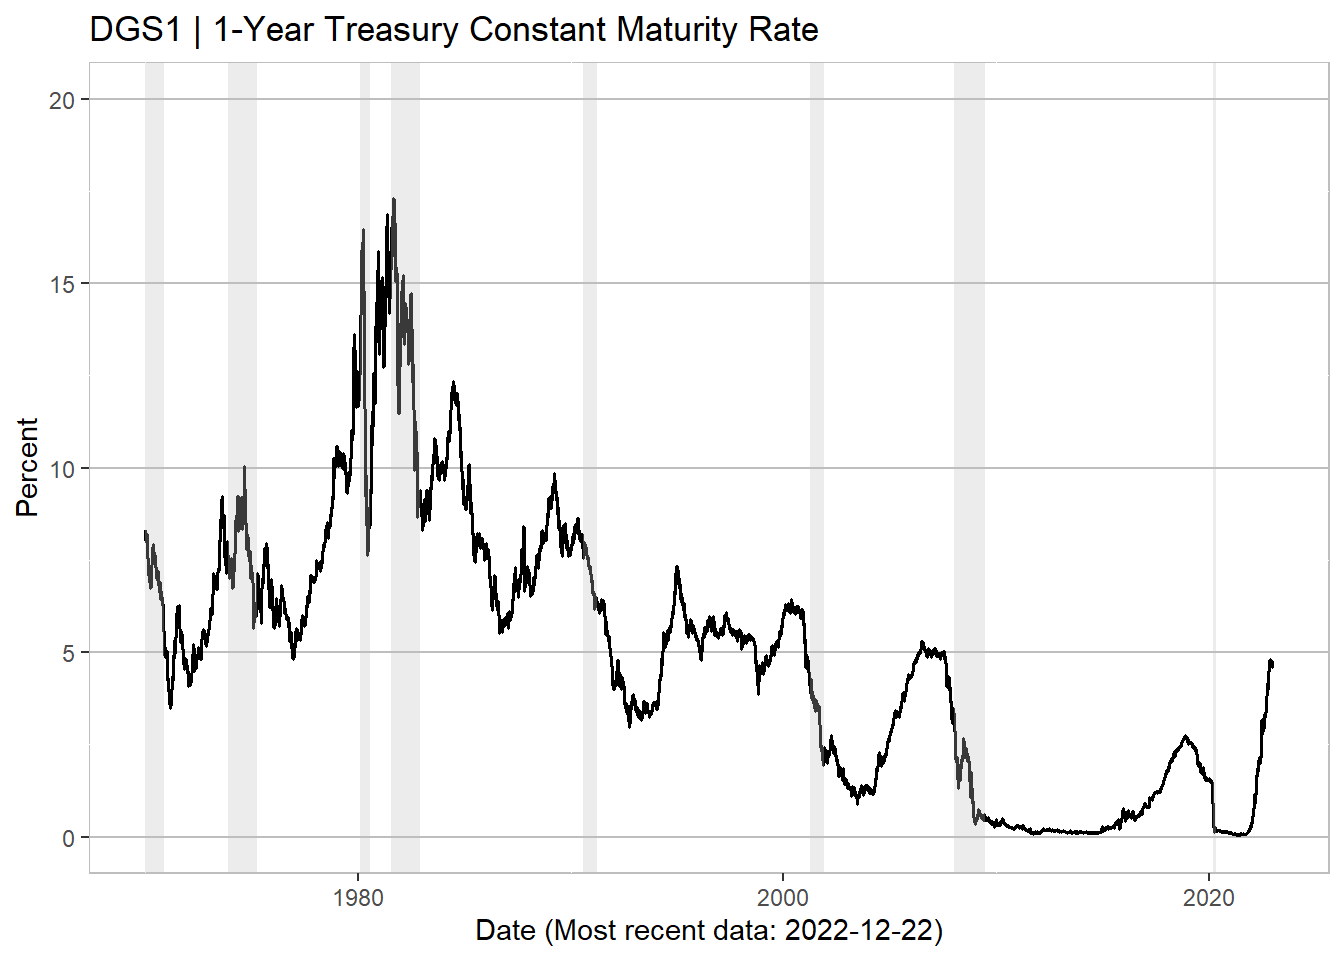 DGS1 | 1-Year Treasury Constant Maturity Rate
20
15
10
5
0
Percent
1980
2000
2020
Date (Most recent data: 2022-12-22)